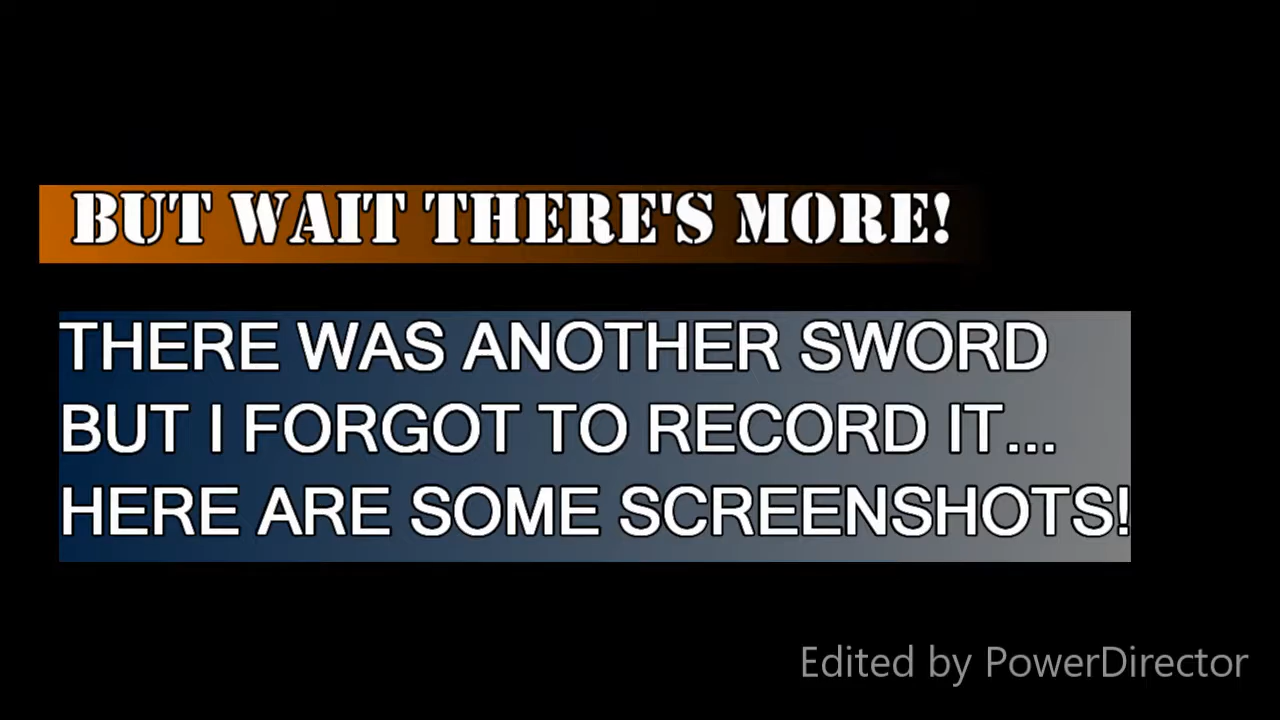 BUT WAIT THERE'S MORE!
THERE WAS ANOTHER SWORD
BUT I FORGOT TO RECORD IT...
HERE ARE SOME SCREENSHOTS!
Edited by PowerDirector